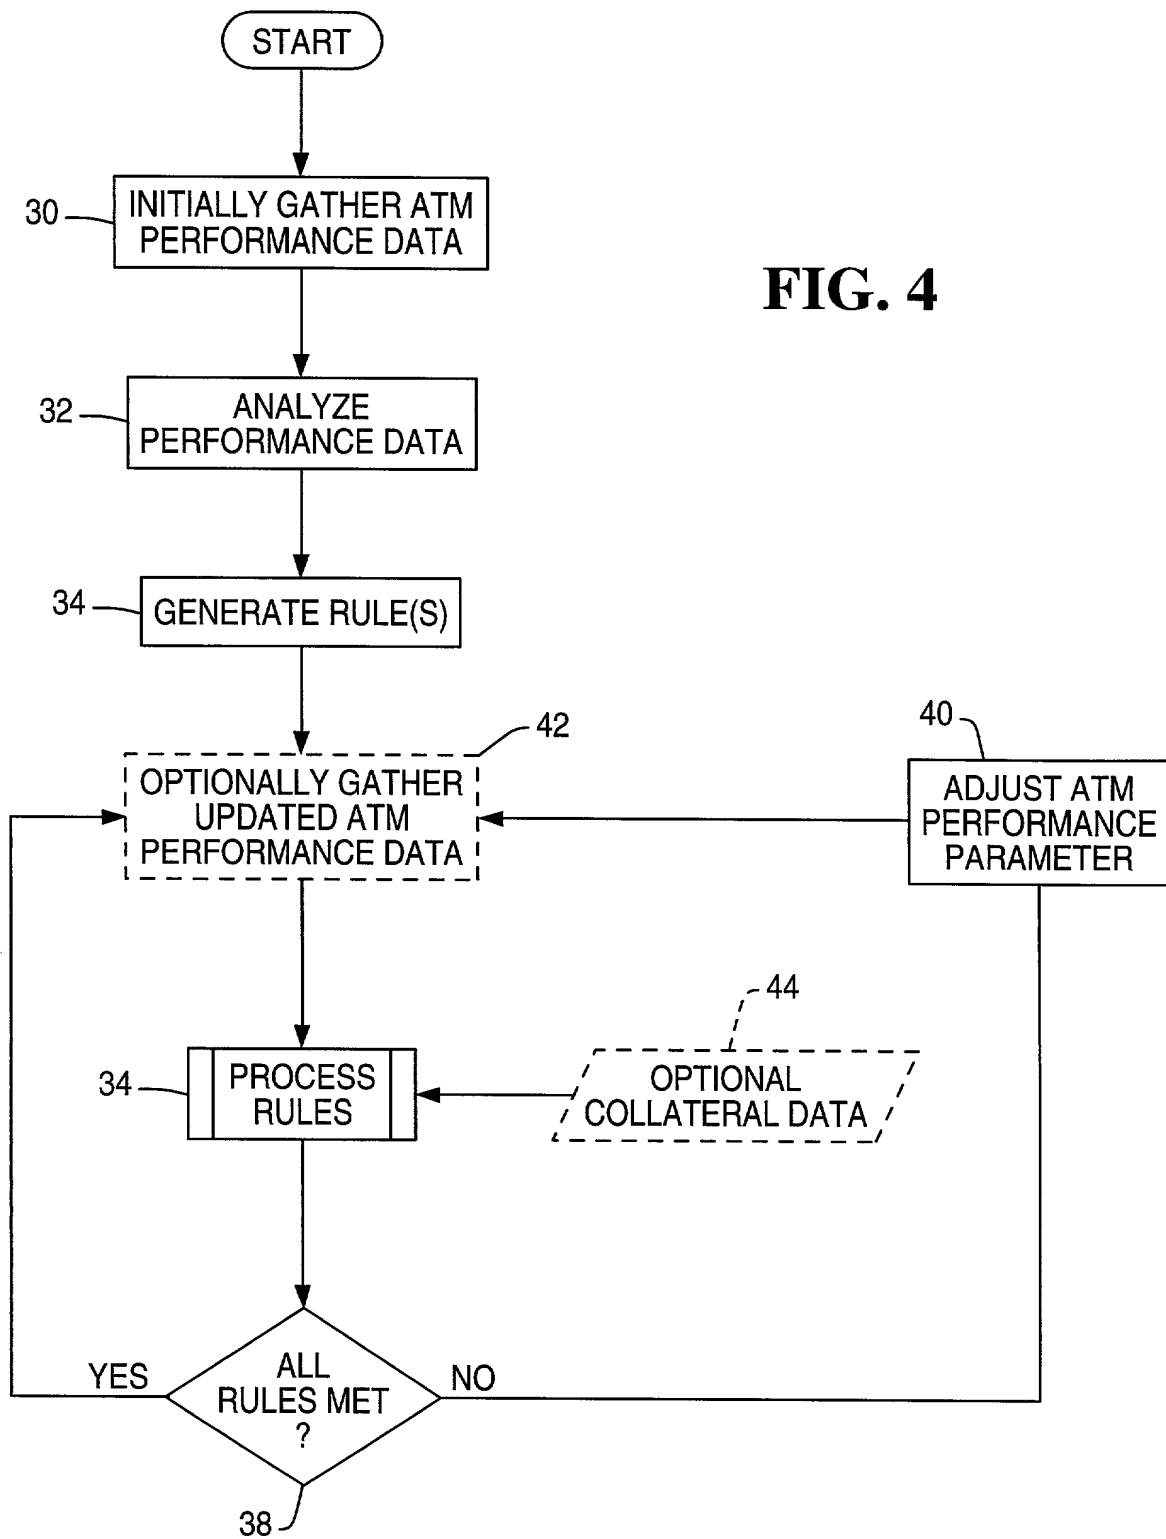 START
30
INITIALLY GATHER ATM
PERFORMANCE DATA
FIG. 4
32
ANALYZE
PERFORMANCE DATA
34
GENERATE RULE(S)
42
OPTIONALLY GATHER
UPDATED ATM
PERFORMANCE DATA
40
ADJUST ATM
PERFORMANCE
PARAMETER
44
34
PROCESS
RULES
OPTIONAL
COLLATERAL DATA
YES
ALL
RULES MET
?
NO
38